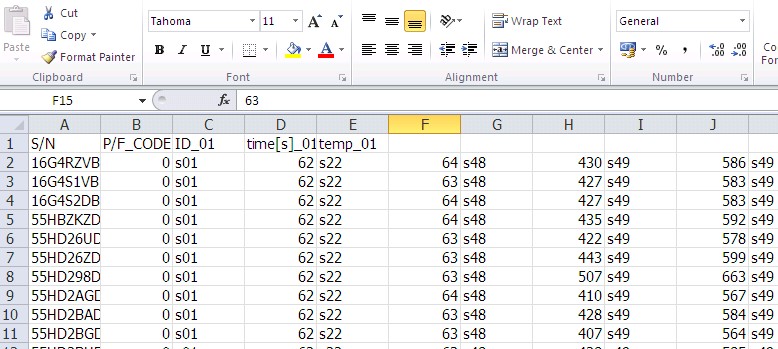 Cut
Copy
Format Painter
Paste
Clipboard
Tahoma 11 A A
B I U A
Font
Wrap Text
Merge & Center
Alignment
General
$ % , .00 .0
Number
F15 fx 63
A B C D E F G H I J
1 S/N P/F_CODE ID_01 time[s]_01 temp_01
2 16G4RZVB 0 s01 62 s22 64 s48 430 s49 586 s49
3 16G4S1VB 0 s01 62 s22 63 s48 427 s49 583 s49
4 16G4S2DB 0 s01 62 s22 64 s48 427 s49 583 s49
5 55HBZKZD 0 s01 62 s22 64 s48 435 s49 592 s49
6 55HD26UD 0 s01 62 s22 63 s48 422 s49 578 s49
7 55HD26ZD 0 s01 62 s22 63 s48 443 s49 599 s49
8 55HD298D 0 s01 62 s22 63 s48 507 s49 663 s49
9 55HD2AGD 0 s01 62 s22 64 s48 410 s49 567 s49
10 55HD2BAD 0 s01 62 s22 63 s48 428 s49 584 s49
11 55HD2BGD 0 s01 62 s22 63 s48 407 s49 564 s49